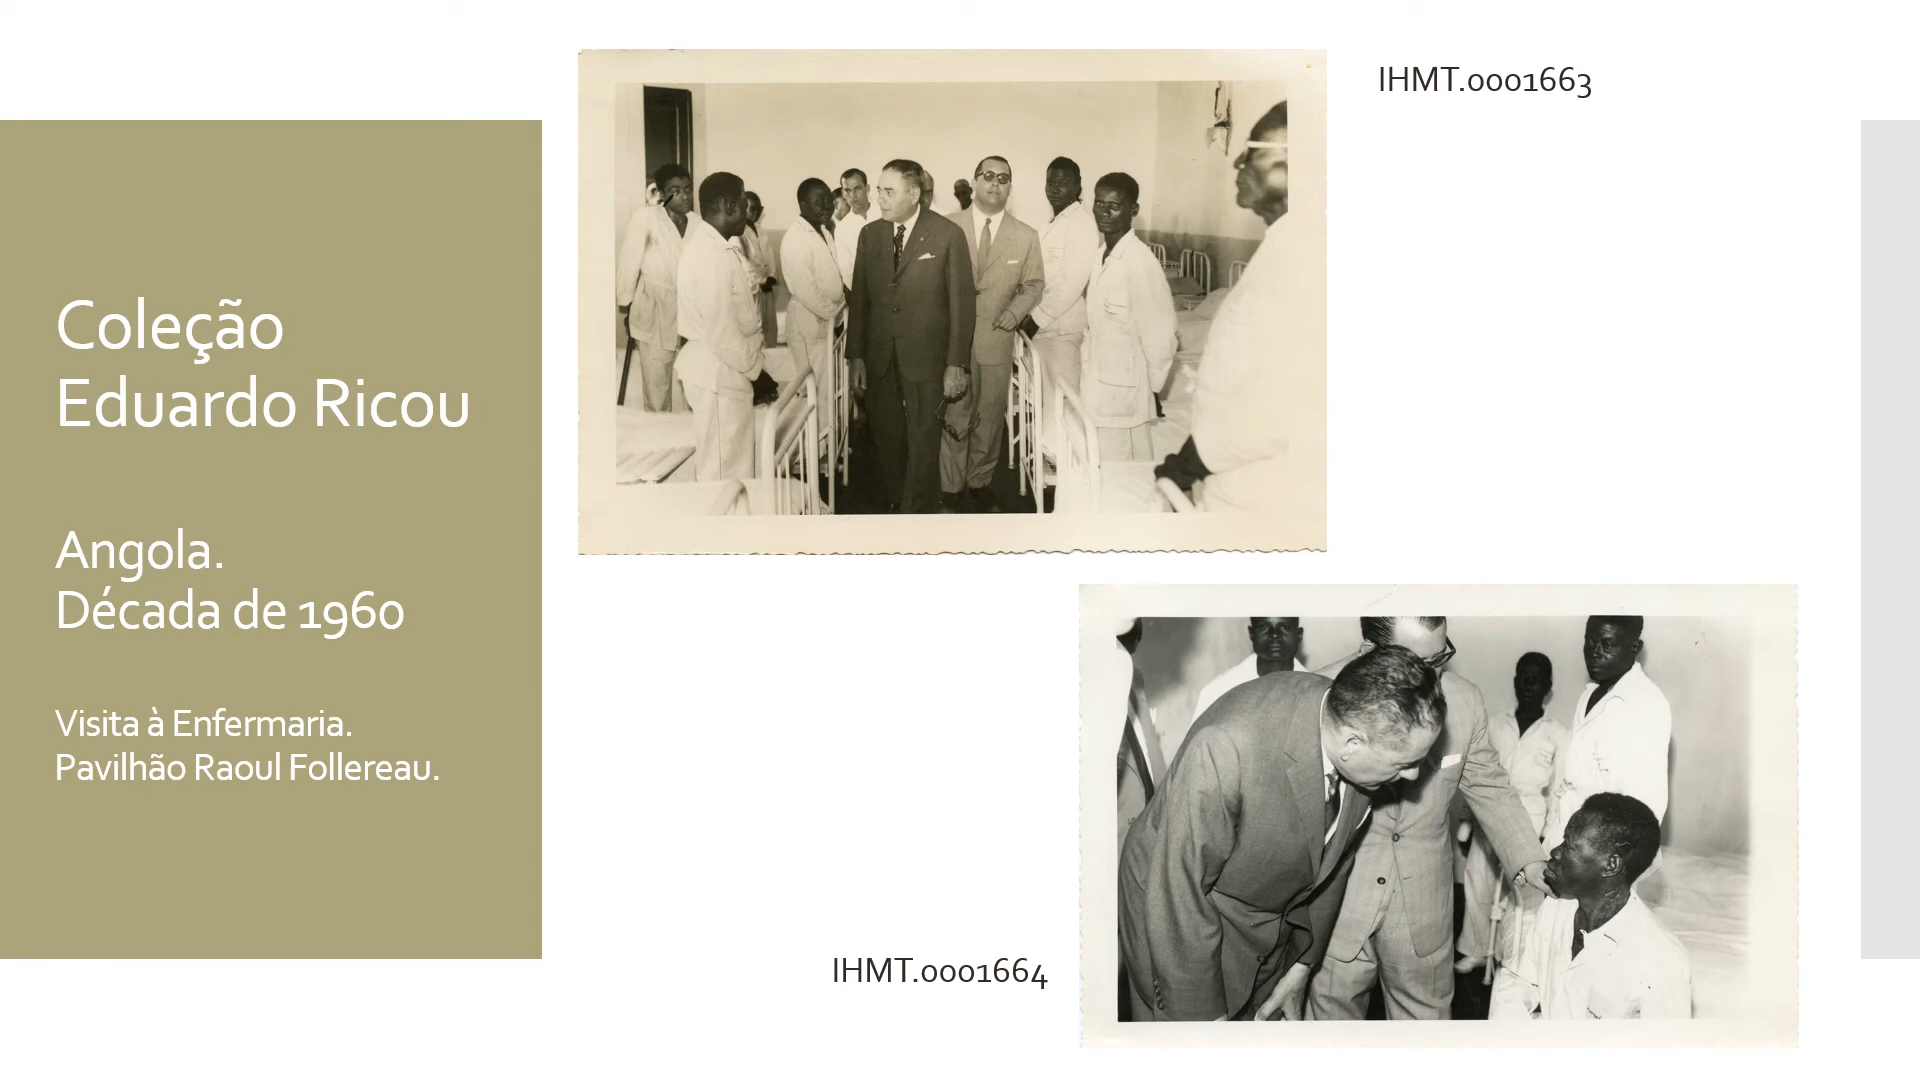 Coleção
Eduardo Ricou
Angola.
Década de 1960
Visita à Enfermaria.
Pavilhão Raoul Follereau.
IHMT.0001663
IHMT.0001664